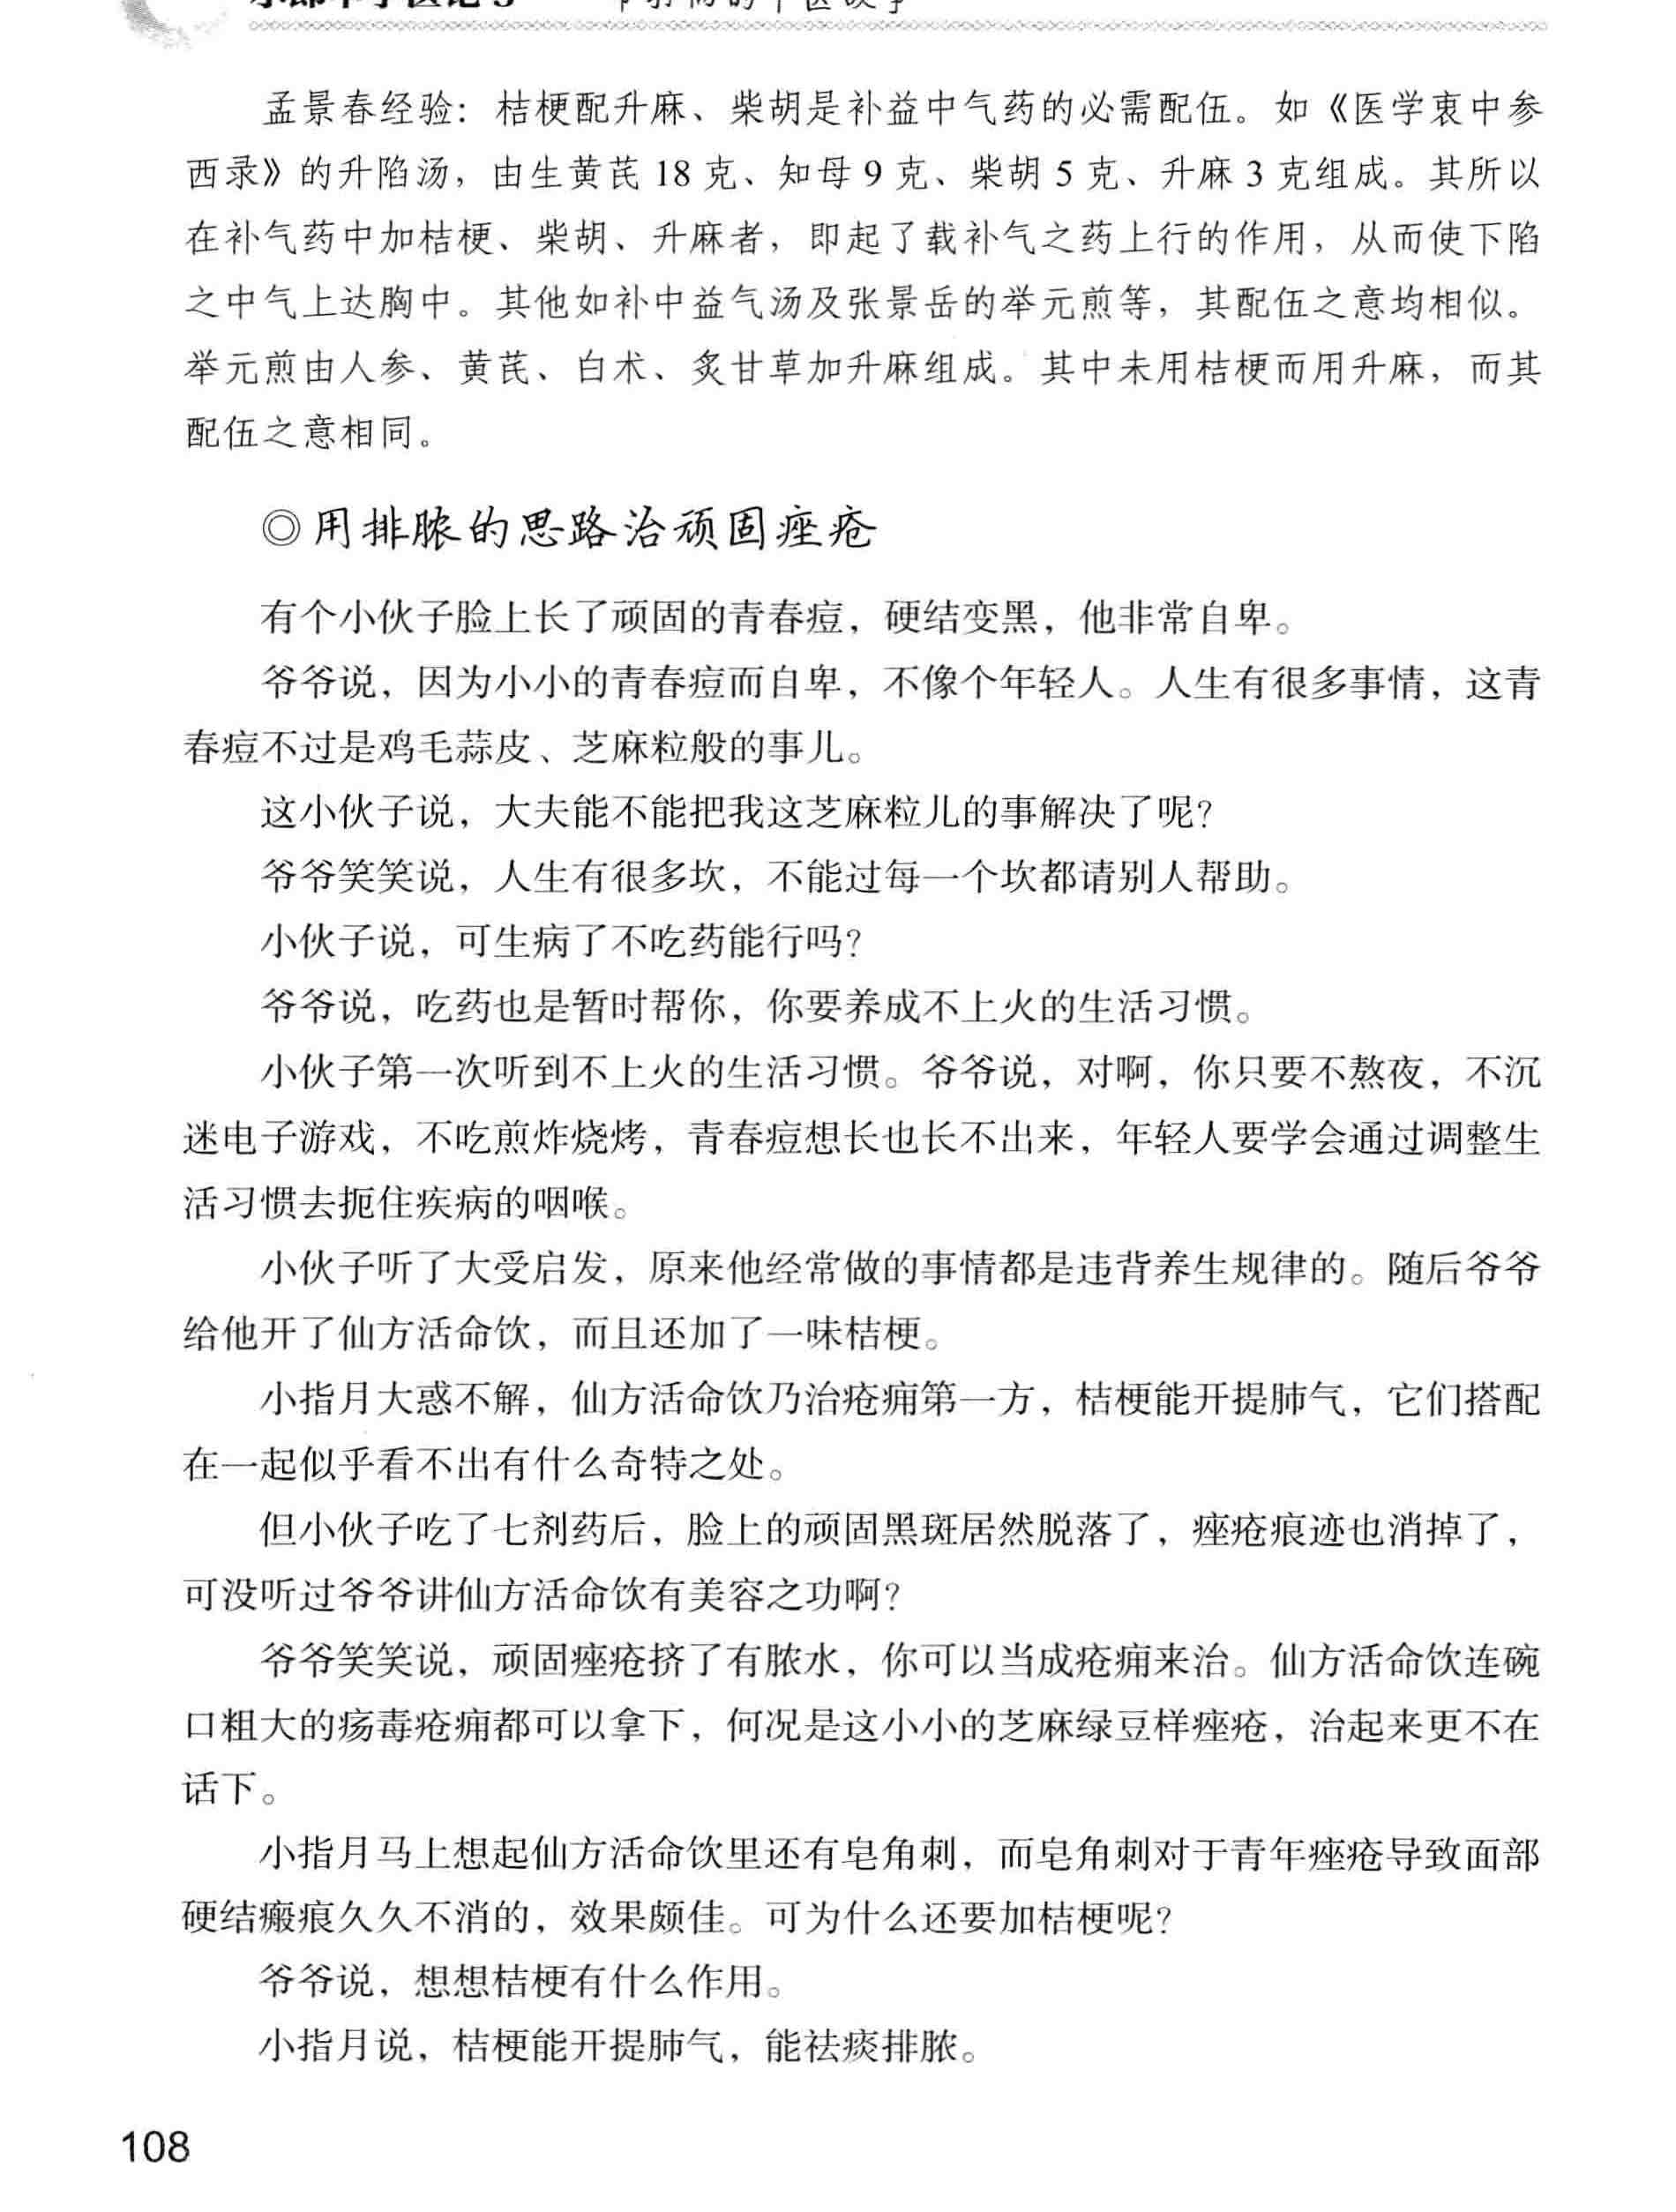 孟景春经验：桔梗配升麻、柴胡是补益中气药的必需配伍。如《医学衷中参
西录》的升陷汤，由生黄芪 18 克、知母 9 克、柴胡 5 克、升麻 3 克组成。其所以
在补气药中加桔梗、柴胡、升麻者，即起了载补气之药上行的作用，从而使下陷
之中气上达胸中。其他如补中益气汤及张景岳的举元煎等，其配伍之意均相似。
举元煎由人参、黄芪、白术、炙甘草加升麻组成。其中未用桔梗而用升麻，而其
配伍之意相同。
◎用排脓的思路治顽固痤疮
有个小伙子脸上长了顽固的青春痘，硬结变黑，他非常自卑。
爷爷说，因为小小的青春痘而自卑，不像个年轻人。人生有很多事情，这青
春痘不过是鸡毛蒜皮、芝麻粒般的事儿。
这小伙子说，大夫能不能把我这芝麻粒儿的事解决了呢？
爷爷笑笑说，人生有很多坎，不能过每一个坎都请别人帮助。
小伙子说，可生病了不吃药能行吗？
爷爷说，吃药也是暂时帮你，你要养成不上火的生活习惯。
小伙子第一次听到不上火的生活习惯。爷爷说，对啊，你只要不熬夜，不沉
迷电子游戏，不吃煎炸烧烤，青春痘想长也长不出来，年轻人要学会通过调整生
活习惯去扼住疾病的咽喉。
小伙子听了大受启发，原来他经常做的事情都是违背养生规律的。随后爷爷
给他开了仙方活命饮，而且还加了一味桔梗。
小指月大惑不解，仙方活命饮乃治疮痈第一方，桔梗能开提肺气，它们搭配
在一起似乎看不出有什么奇特之处。
但小伙子吃了七剂药后，脸上的顽固黑斑居然脱落了，痤疮痕迹也消掉了，
可没听过爷爷讲仙方活命饮有美容之功啊？
爷爷笑笑说，顽固痤疮挤了有脓水，你可以当成疮痈来治。仙方活命饮连碗
口粗大的疡毒疮痈都可以拿下，何况是这小小的芝麻绿豆样痤疮，治起来更不在
话下。
小指月马上想起仙方活命饮里还有皂角刺，而皂角刺对于青年痤疮导致面部
硬结瘢痕久久不消的，效果颇佳。可为什么还要加桔梗呢？
爷爷说，想想桔梗有什么作用。
小指月说，桔梗能开提肺气，能祛痰排脓。
108